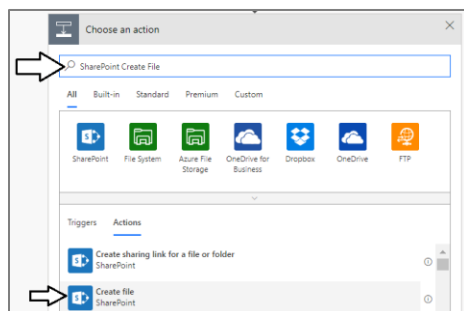 Choose an action
SharePoint Create File
All Built-in Standard Premium Custom
SharePoint File System Azure File Storage OneDrive for Business Dropbox OneDrive FTP
Triggers Actions
Create sharing link for a file or folder
SharePoint
Create file
SharePoint